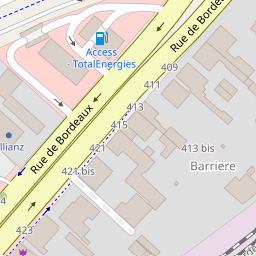 Rue de Bordeaux
Access
- TotalEnergies
409
411
413
415
Rue de Bordeaux
421
413 bis
Barriere
421 bis
423